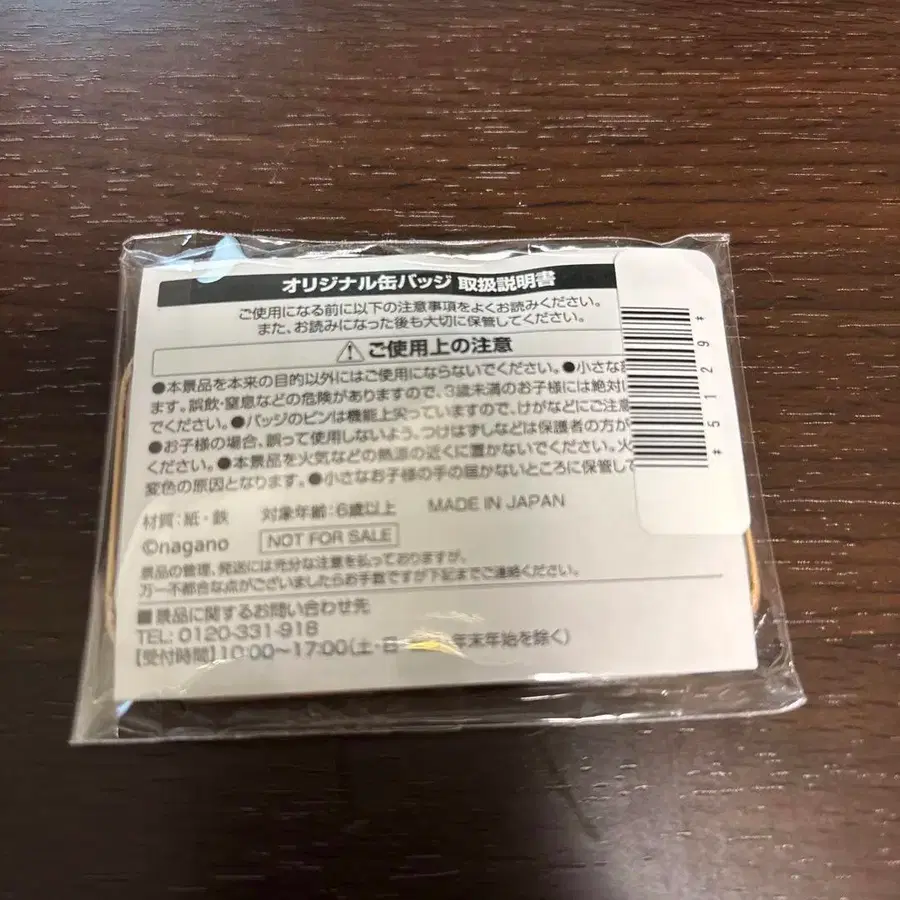 オリジナル缶バッジ 取扱説明書
ご使用になる前に以下の注意事項をよくお読みください。
また、お読みになった後も大切に保管してください。
ご使用上の注意
●本景品を本来の目的以外にはご使用にならないでください。●小さな
ます。誤飲・窒息などの危険がありますので、3歳未満のお子様には絶対
でください。●バッジのピンは機能上尖っていますので、けがなどにご注意
●お子様の場合、誤って使用しないよう、つけはずしなどは保護者の方が
ください。●本景品を火気などの熱源の近くに置かないでください。火
変色の原因となります。●小さなお子様の手の届かないところに保管して
材質:紙・鉄 対象年齢:6歳以上 MADE IN JAPAN
©nagano NOT FOR SALE
景品の管理、発送には充分な注意を払っておりますが、
万一不都合な点がございましたらお手数ですが下記までご連絡ください。
■景品に関するお問い合わせ先
TEL: 0120-331-918
【受付時間】10:00~17:00(土・日 年末年始を除く)
*5129*